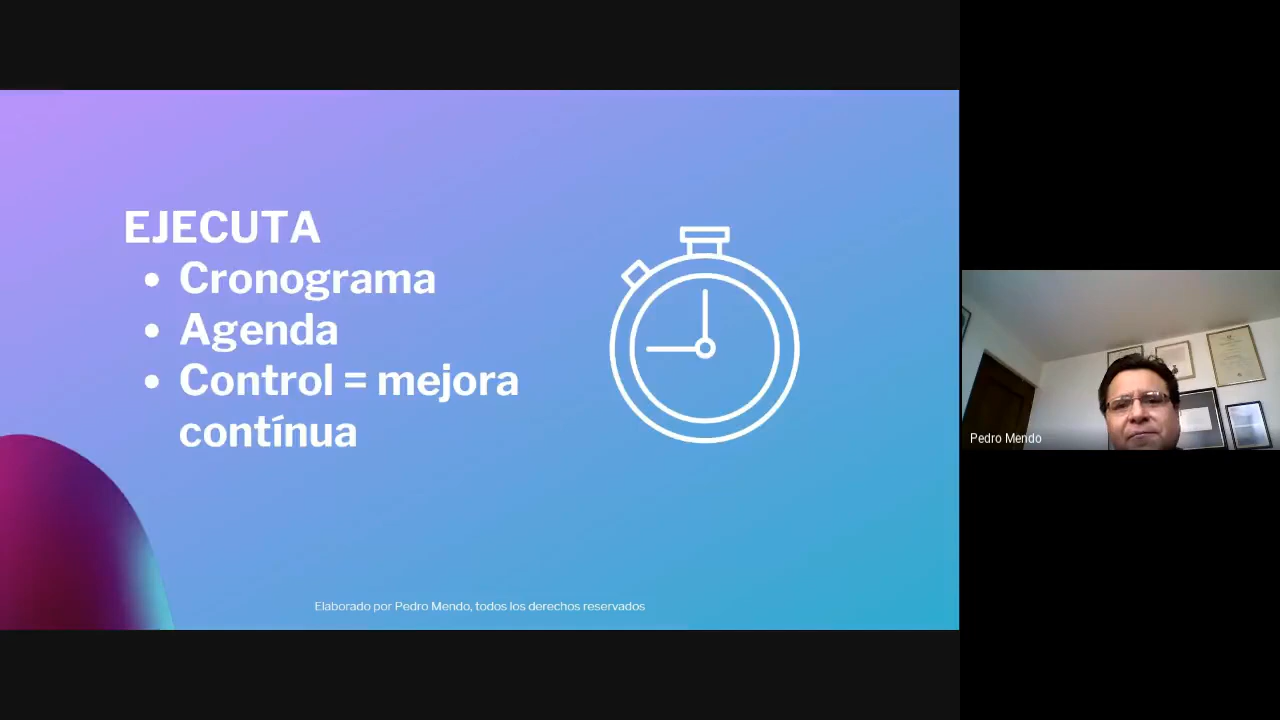 EJECUTA
• Cronograma
• Agenda
• Control = mejora
contínua
Elaborado por Pedro Mendo, todos los derechos reservados
Pedro Mendo